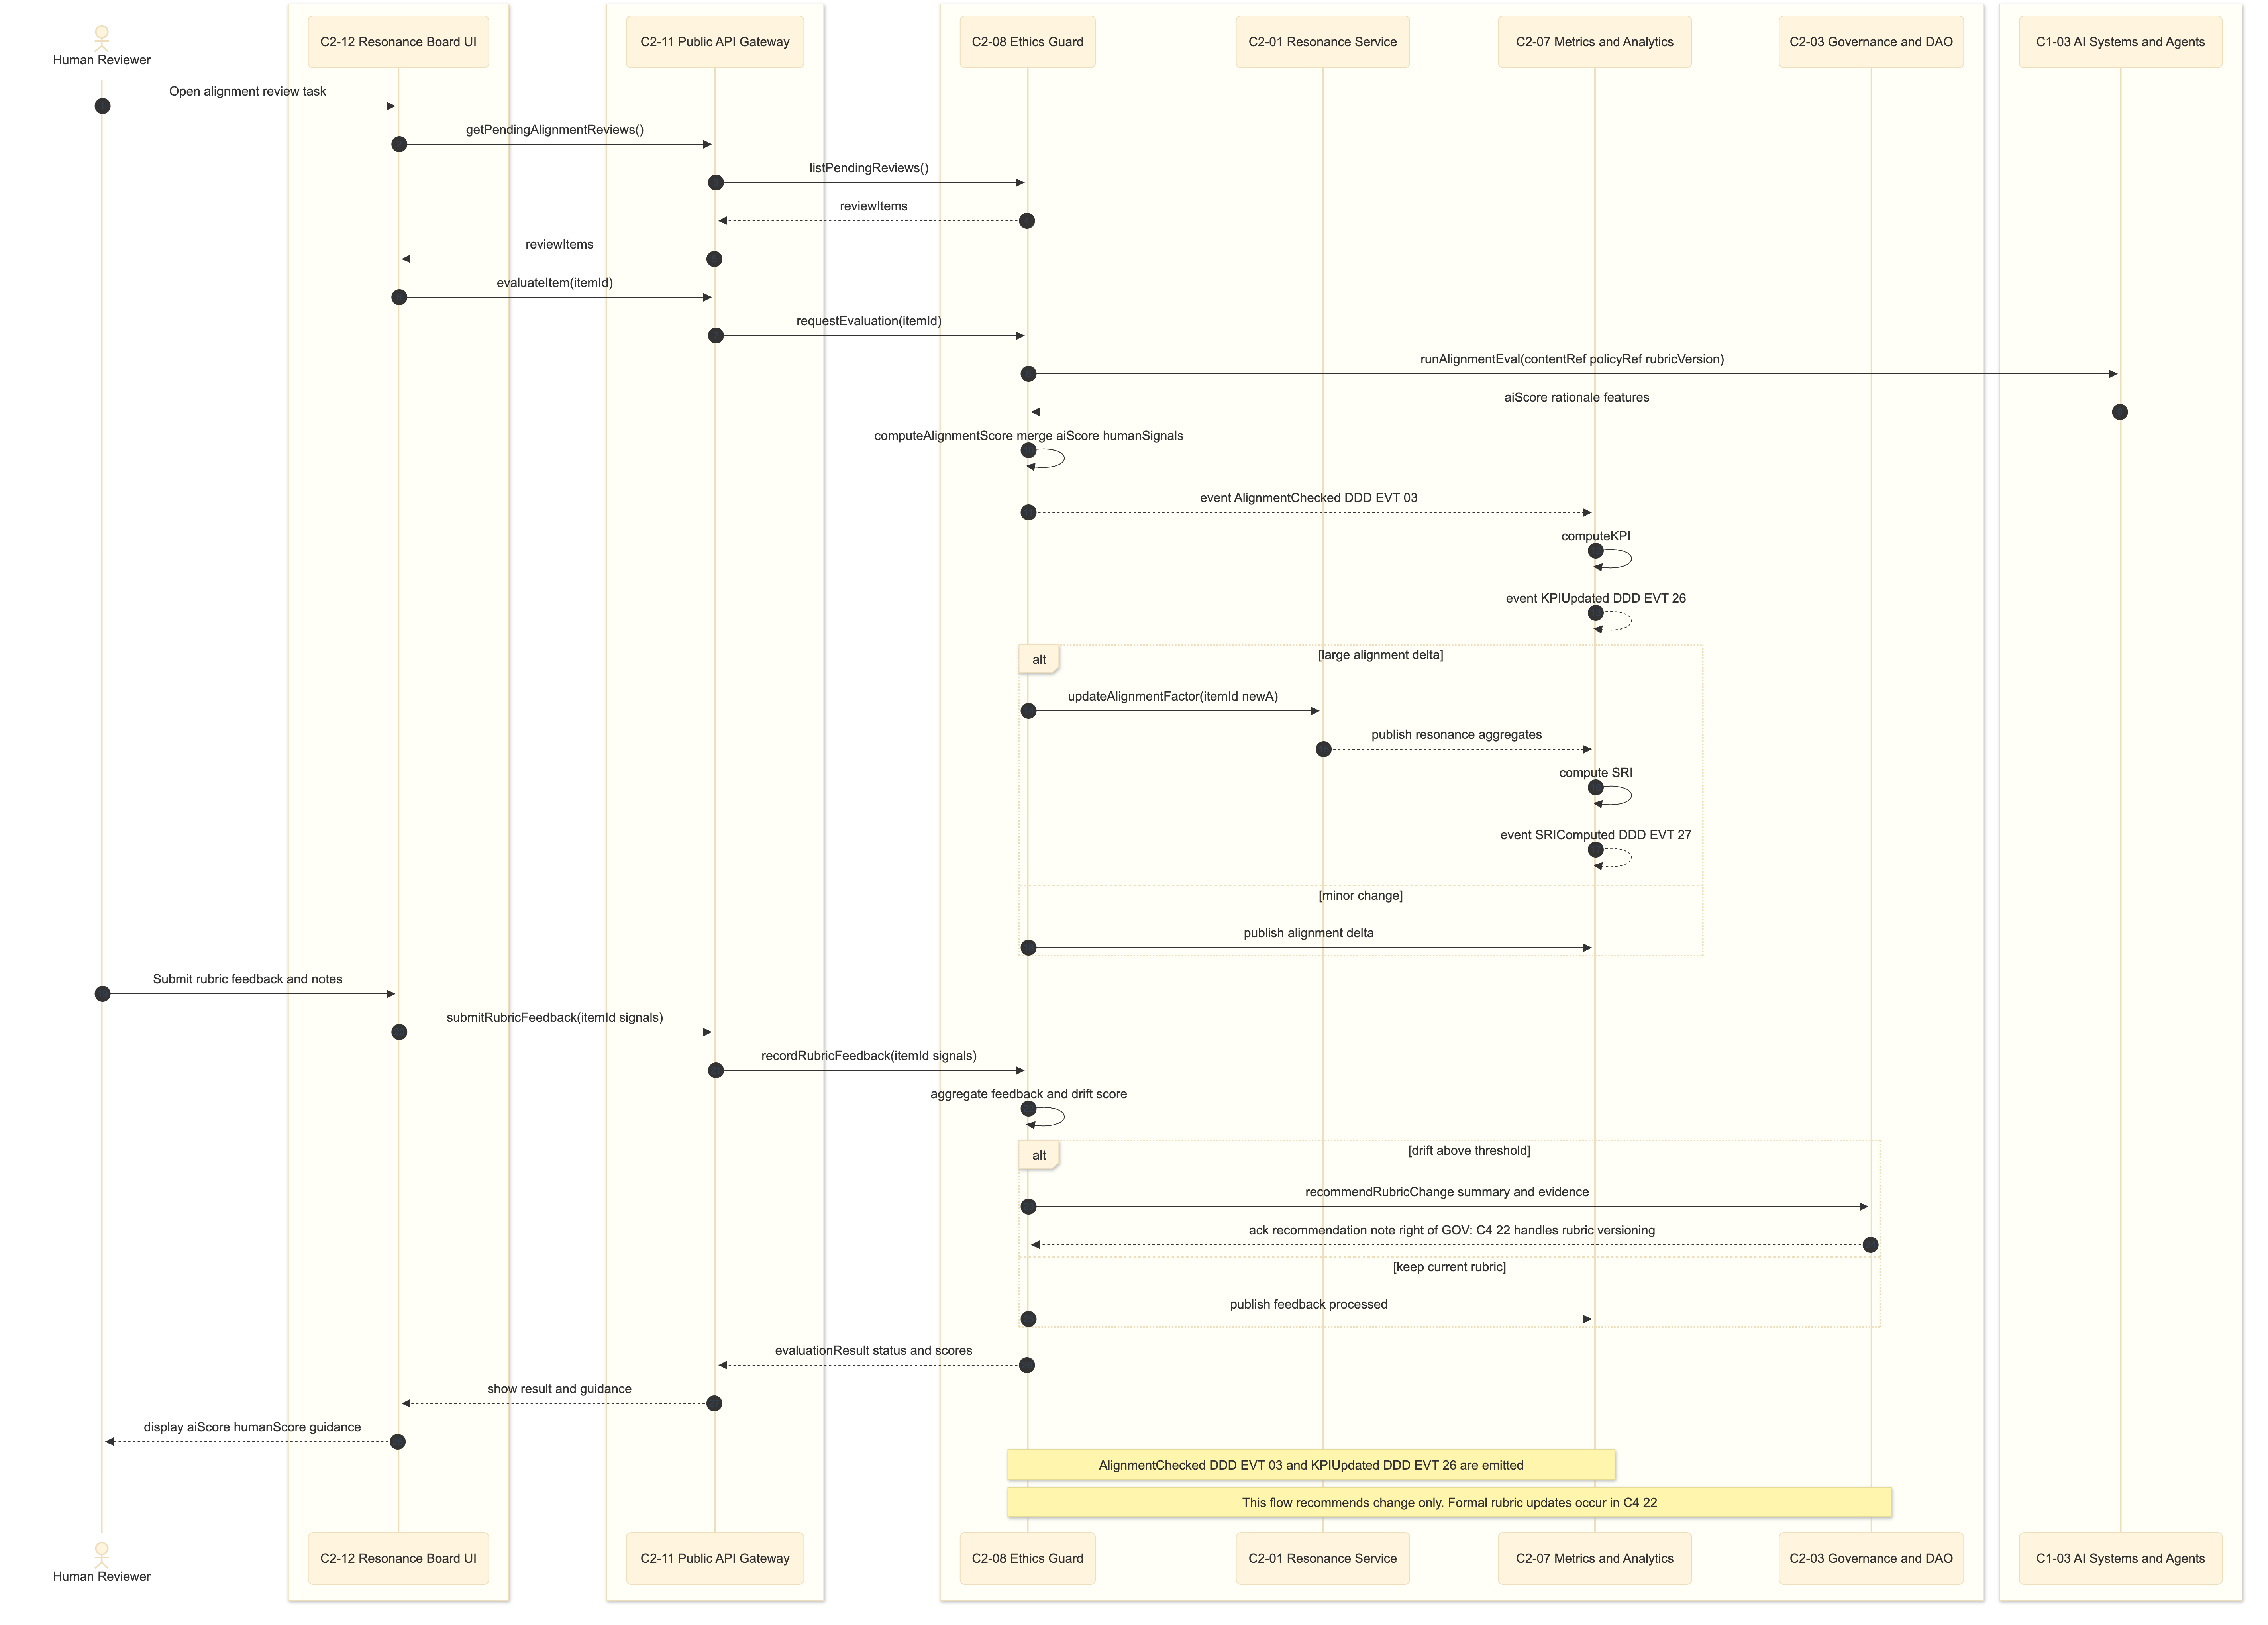 Human Reviewer
C2-12 Resonance Board UI
C2-11 Public API Gateway
C2-08 Ethics Guard
C2-01 Resonance Service
C2-07 Metrics and Analytics
C2-03 Governance and DAO
C1-03 AI Systems and Agents
Open alignment review task
getPendingAlignmentReviews()
listPendingReviews()
reviewItems
reviewItems
evaluateItem(itemId)
requestEvaluation(itemId)
runAlignmentEval(contentRef policyRef rubricVersion)
aiScore rationale features
computeAlignmentScore merge aiScore humanSignals
event AlignmentChecked DDD EVT 03
computeKPI
event KPIUpdated DDD EVT 26
alt
[large alignment delta]
updateAlignmentFactor(itemId newA)
publish resonance aggregates
compute SRI
event SRIComputed DDD EVT 27
[minor change]
publish alignment delta
Submit rubric feedback and notes
submitRubricFeedback(itemId signals)
recordRubricFeedback(itemId signals)
aggregate feedback and drift score
alt
[drift above threshold]
recommendRubricChange summary and evidence
ack recommendation note right of GOV: C4 22 handles rubric versioning
[keep current rubric]
publish feedback processed
evaluationResult status and scores
show result and guidance
display aiScore humanScore guidance
AlignmentChecked DDD EVT 03 and KPIUpdated DDD EVT 26 are emitted
This flow recommends change only. Formal rubric updates occur in C4 22
Human Reviewer
C2-12 Resonance Board UI
C2-11 Public API Gateway
C2-08 Ethics Guard
C2-01 Resonance Service
C2-07 Metrics and Analytics
C2-03 Governance and DAO
C1-03 AI Systems and Agents